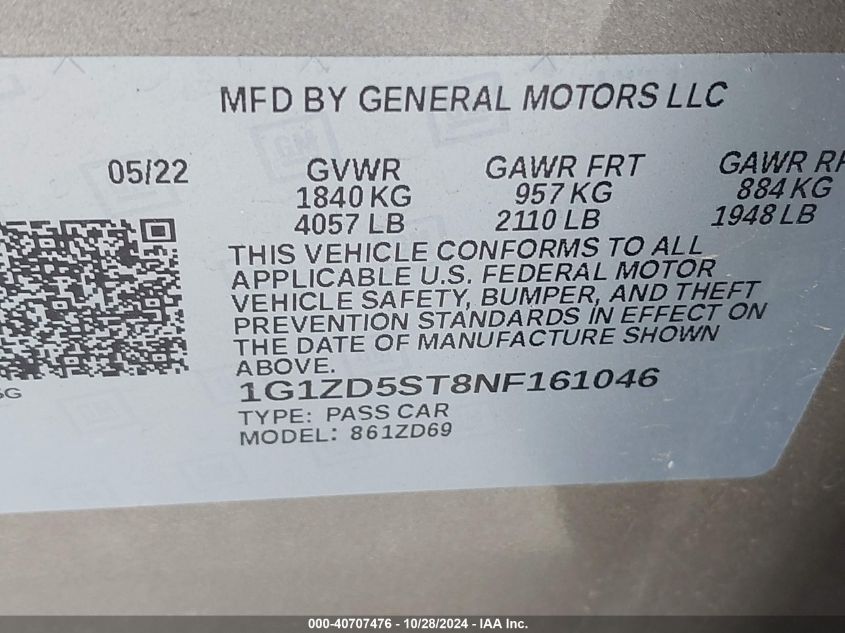 MFD BY GENERAL MOTORS LLC
05/22 GVWR GAWR FRT GAWR RR
1840 KG 957 KG 884 KG
4057 LB 2110 LB 1948 LB
THIS VEHICLE CONFORMS TO ALL
APPLICABLE U.S. FEDERAL MOTOR
VEHICLE SAFETY, BUMPER, AND THEFT
PREVENTION STANDARDS IN EFFECT ON
THE DATE OF MANUFACTURE SHOWN
ABOVE.
1G1ZD5ST8NF161046
TYPE: PASS CAR
MODEL: 861ZD69
000-40707476 - 10/28/2024 - IAA Inc.